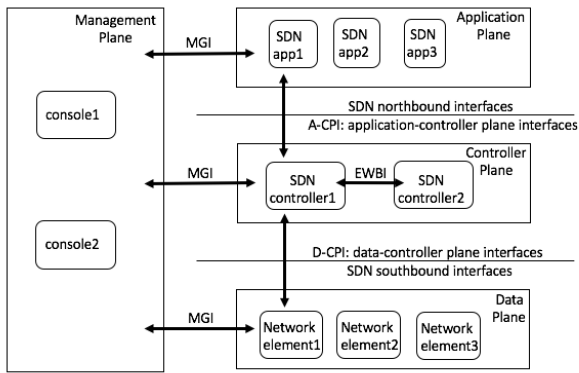 Management
Plane
console1
console2
MGI
Application
Plane
SDN
app1
SDN
app2
SDN
app3
SDN northbound interfaces
A-CPI: application-controller plane interfaces
MGI
Controller
Plane
SDN
controller1
EWBI
SDN
controller2
D-CPI: data-controller plane interfaces
SDN southbound interfaces
MGI
Data
Plane
Network
element1
Network
element2
Network
element3